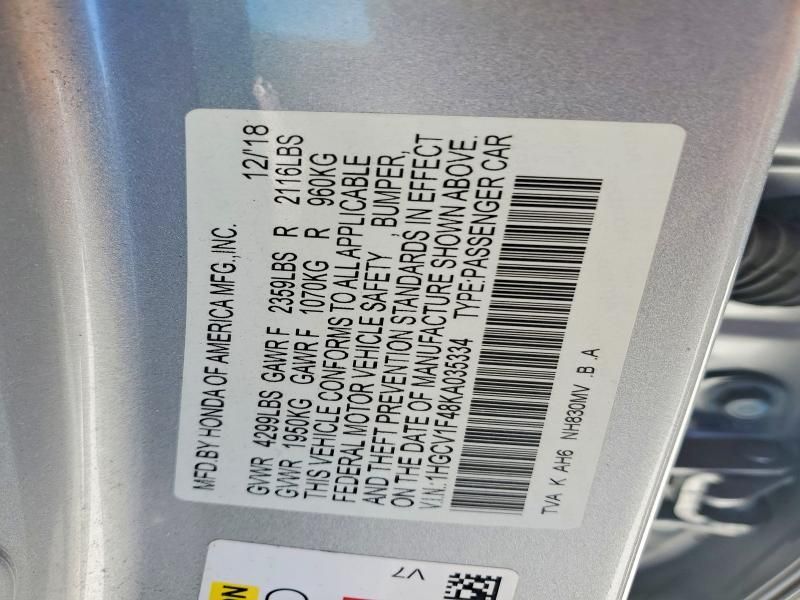 MFD.BY HONDA OF AMERICA MFG.,INC. 12/'18
GVWR 4299LBS GAWR F 2359LBS R 2116LBS
GVWR 1950KG GAWR F 1070KG R 960KG
THIS VEHICLE CONFORMS TO ALL APPLICABLE
FEDERAL MOTOR VEHICLE SAFETY , BUMPER,
AND THEFT PREVENTION STANDARDS IN EFFECT
ON THE DATE OF MANUFACTURE SHOWN ABOVE.
V.I.N.:1HGCV1F48KA035334 TYPE:PASSENGER CAR
TVA K AH6 NH830MV .B .A
V7